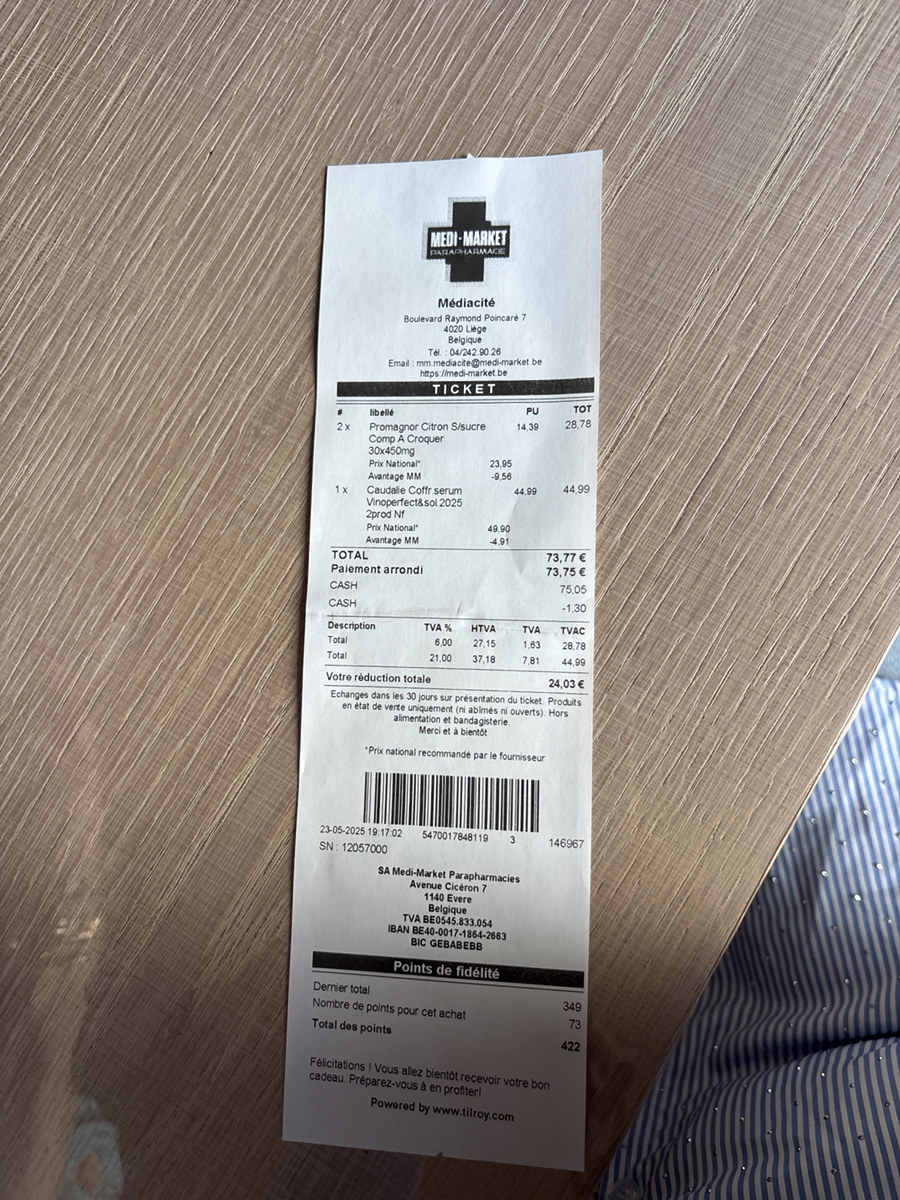 MEDI-MARKET
PARAPHARMACIE
Médiacité
Boulevard Raymond Poincaré 7
4020 Liège
Belgique
Tél. : 04/242.90.26
Email : mm.mediacite@medi-market.be
https://medi-market.be
TICKET
# libellé PU TOT
2 x Promagnor Citron S/sucre 14,39 28,78
Comp A Croquer
30x450mg
Prix National* 23,95
Avantage MM -9,56
1 x Caudalie Coffr.serum 44,99 44,99
Vinoperfect&sol.2025
2prod Nf
Prix National* 49,90
Avantage MM -4,91
TOTAL 73,77 €
Paiement arrondi 73,75 €
CASH 75,05
CASH -1,30
Description TVA % HTVA TVA TVAC
Total 6,00 27,15 1,63 28,78
Total 21,00 37,18 7,81 44,99
Votre réduction totale 24,03 €
Echanges dans les 30 jours sur présentation du ticket. Produits
en état de vente uniquement (ni abîmés ni ouverts). Hors
alimentation et bandagisterie.
Merci et à bientôt
*Prix national recommandé par le fournisseur
23-05-2025 19:17:02 5470017848119 3 146967
SN : 12057000
SA Medi-Market Parapharmacies
Avenue Cicéron 7
1140 Evere
Belgique
TVA BE0545.833.054
IBAN BE40-0017-1864-2663
BIC GEBABEBB
Points de fidélité
Dernier total 349
Nombre de points pour cet achat 73
Total des points 422
Félicitations ! Vous allez bientôt recevoir votre bon
cadeau. Préparez-vous à en profiter!
Powered by www.tilroy.com